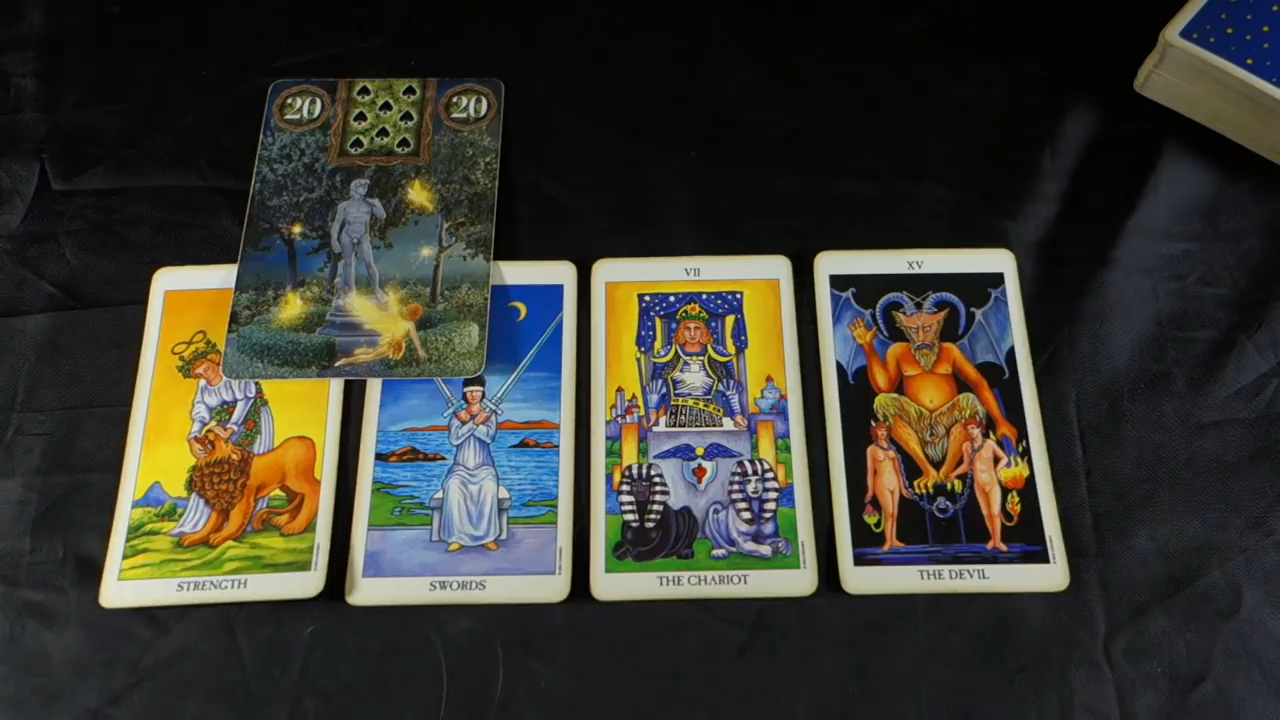 20 20
VII
XV
STRENGTH
SWORDS
THE CHARIOT
THE DEVIL